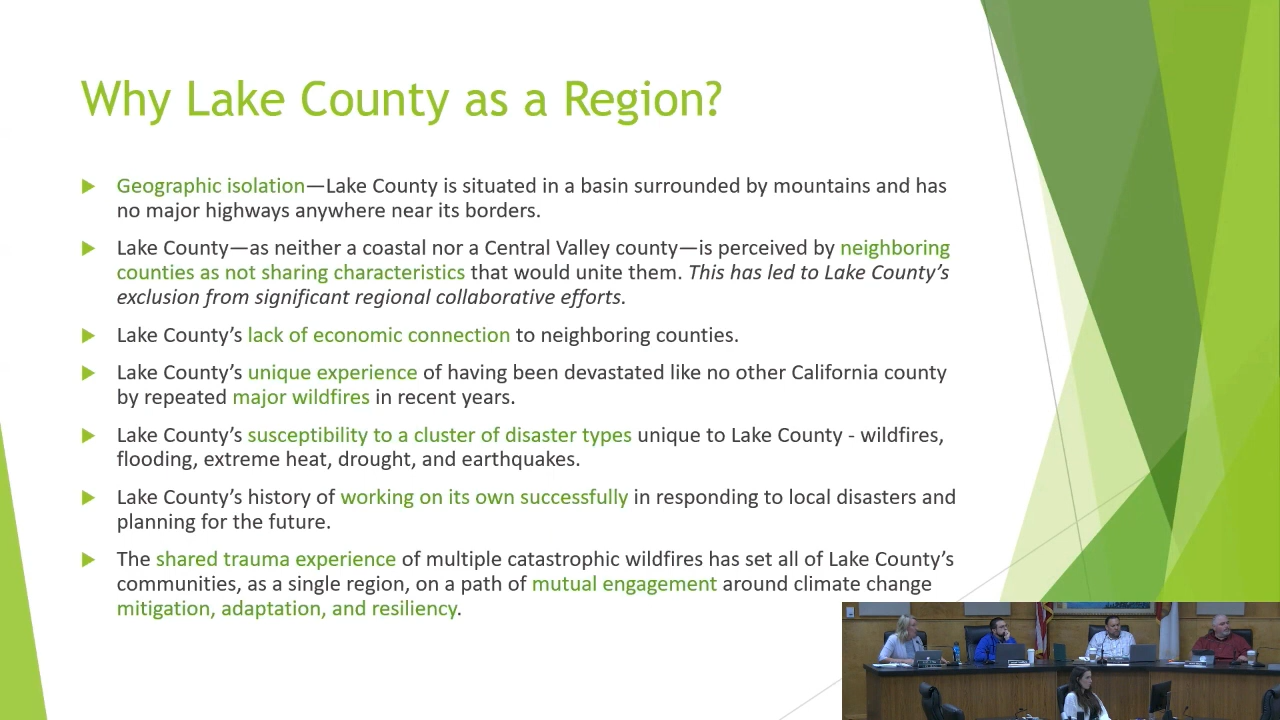 Why Lake County as a Region?
Geographic isolation—Lake County is situated in a basin surrounded by mountains and has
no major highways anywhere near its borders.
Lake County—as neither a coastal nor a Central Valley county—is perceived by neighboring
counties as not sharing characteristics that would unite them. This has led to Lake County's
exclusion from significant regional collaborative efforts.
Lake County's lack of economic connection to neighboring counties.
Lake County's unique experience of having been devastated like no other California county
by repeated major wildfires in recent years.
Lake County's susceptibility to a cluster of disaster types unique to Lake County - wildfires,
flooding, extreme heat, drought, and earthquakes.
Lake County's history of working on its own successfully in responding to local disasters and
planning for the future.
The shared trauma experience of multiple catastrophic wildfires has set all of Lake County's
communities, as a single region, on a path of mutual engagement around climate change
mitigation, adaptation, and resiliency.